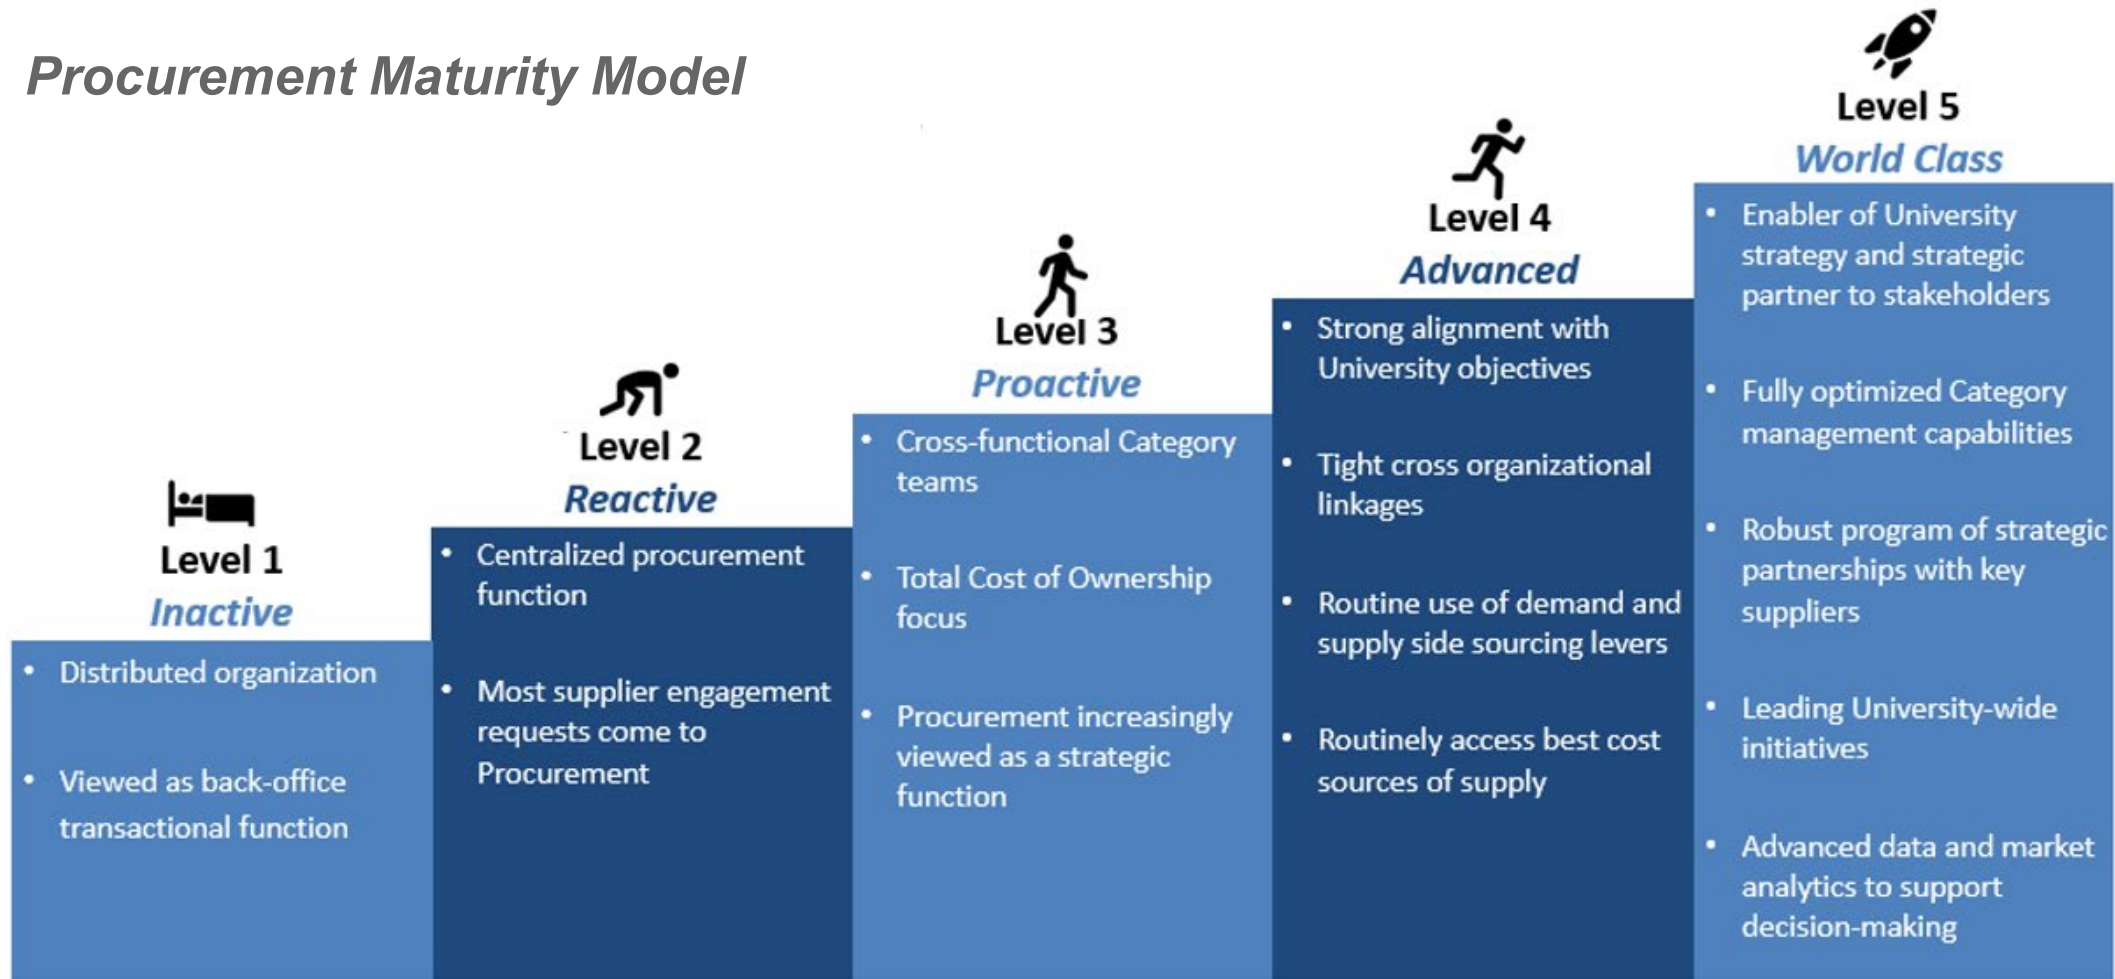 Procurement Maturity Model
Level 1
Inactive
• Distributed organization
• Viewed as back-office
transactional function
Level 2
Reactive
• Centralized procurement
function
• Most supplier engagement
requests come to
Procurement
Level 3
Proactive
• Cross-functional Category
teams
• Total Cost of Ownership
focus
• Procurement increasingly
viewed as a strategic
function
Level 4
Advanced
• Strong alignment with
University objectives
• Tight cross organizational
linkages
• Routine use of demand and
supply side sourcing levers
• Routinely access best cost
sources of supply
Level 5
World Class
• Enabler of University
strategy and strategic
partner to stakeholders
• Fully optimized Category
management capabilities
• Robust program of strategic
partnerships with key
suppliers
• Leading University-wide
initiatives
• Advanced data and market
analytics to support
decision-making